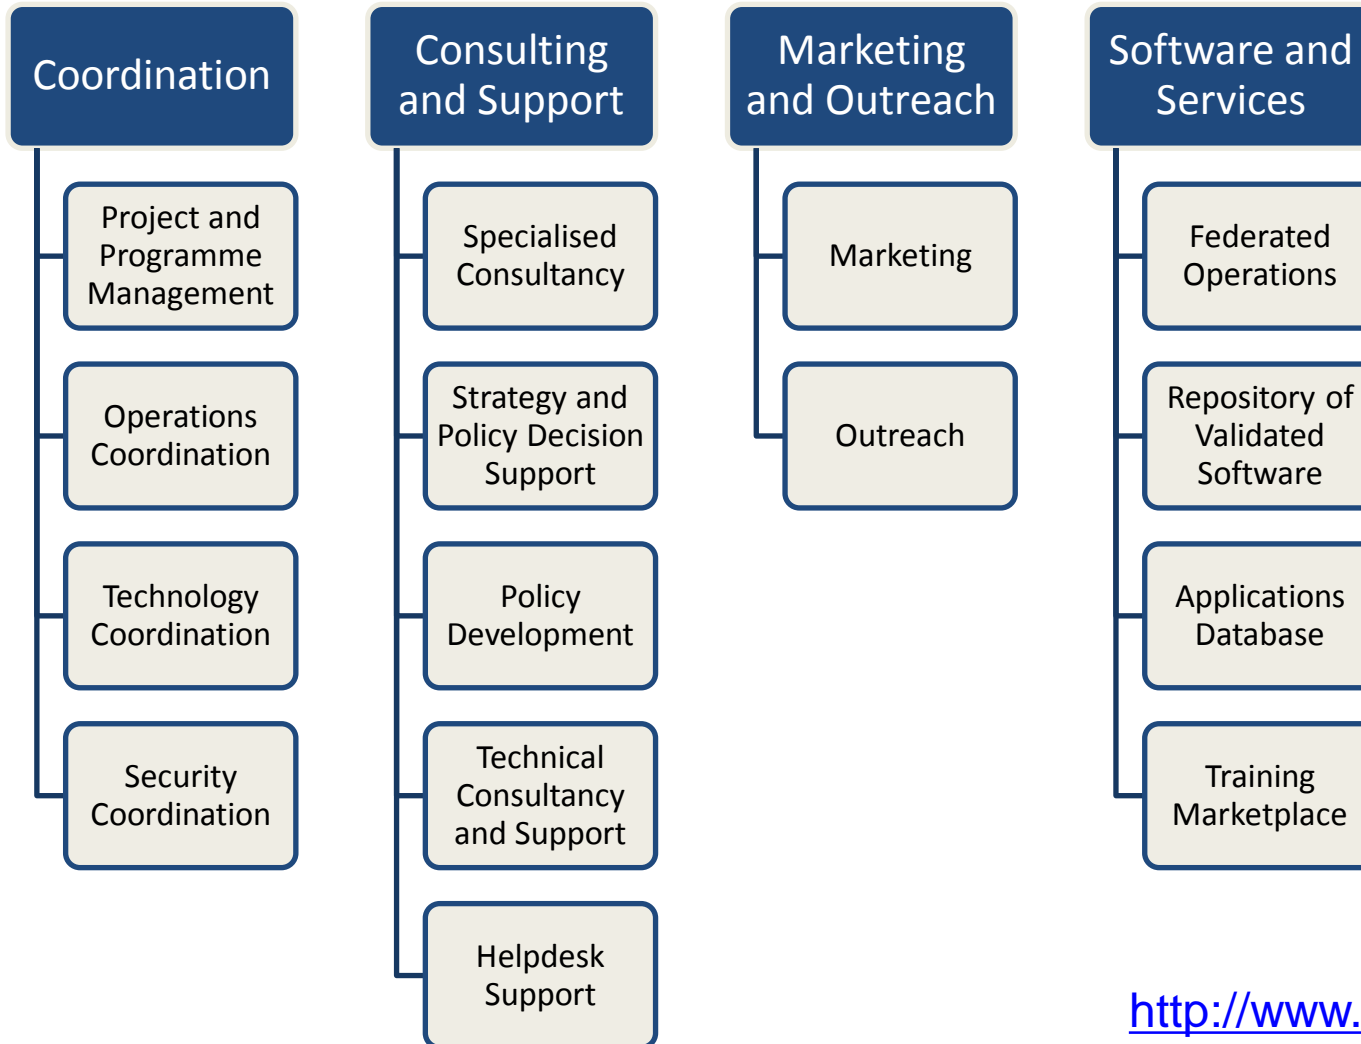 Coordination
Project and
Programme
Management
Operations
Coordination
Technology
Coordination
Security
Coordination
Consulting
and Support
Specialised
Consultancy
Strategy and
Policy Decision
Support
Policy
Development
Technical
Consultancy
and Support
Helpdesk
Support
Marketing
and Outreach
Marketing
Outreach
Software and
Services
Federated
Operations
Repository of
Validated
Software
Applications
Database
Training
Marketplace
http://www.